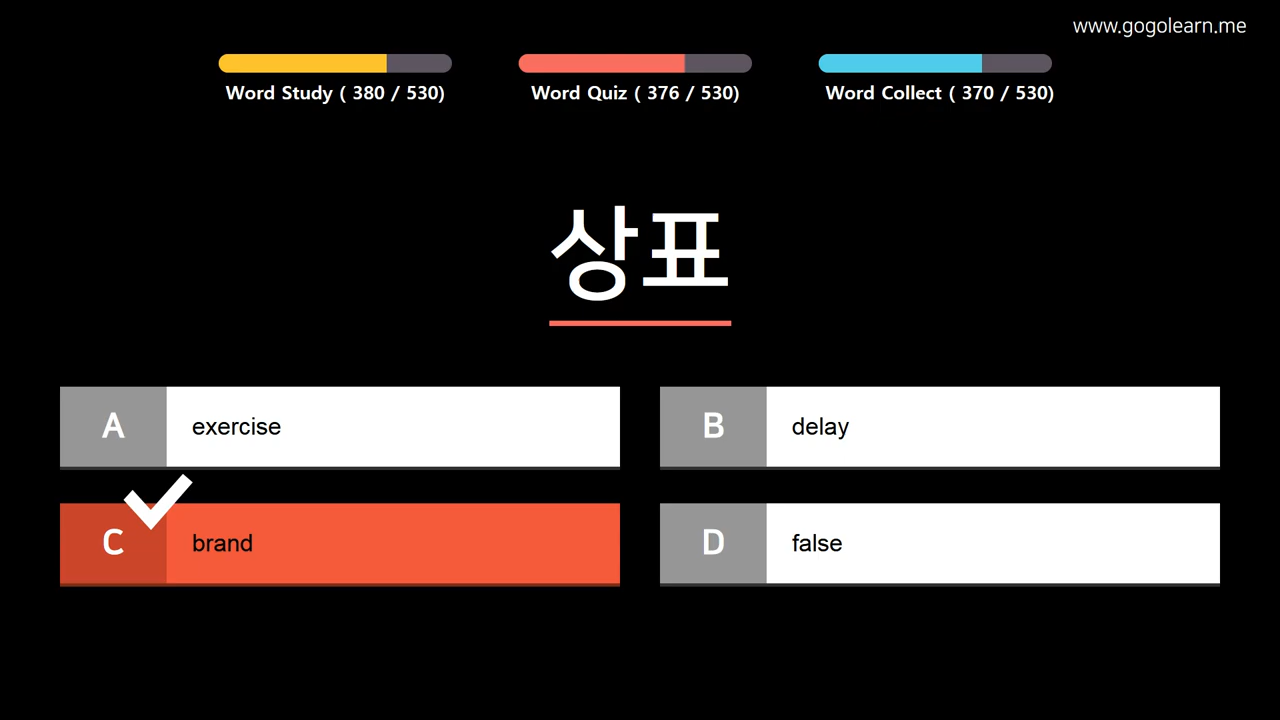 www.gogolearn.me
Word Study ( 380 / 530)
Word Quiz ( 376 / 530)
Word Collect ( 370 / 530)
상표
A exercise
B delay
C brand
D false